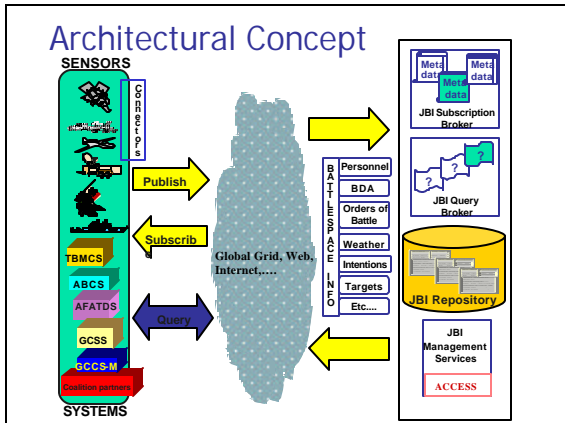 Architectural Concept
SENSORS
Connectors
Publish
Subscrib
e
Query
TBMCS
ABCS
AFATDS
GCSS
GCCS-M
Coalition partners
SYSTEMS
Global Grid, Web,
Internet,….
BATTLESPACE INFO
Personnel
BDA
Orders of
Battle
Weather
Intentions
Targets
Etc....
Meta
data
Meta
data
Meta
data
JBI Subscription
Broker
?
?
?
JBI Query
Broker
JBI Repository
JBI
Management
Services
ACCESS